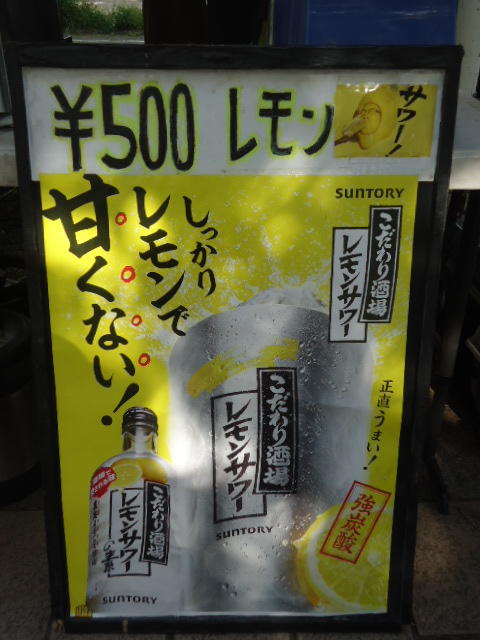 ¥500 レモン
サワー!
SUNTORY
こだわり酒場
レモンサワー
しっかり
レモンで
甘くない!
正直うまい!
こだわり酒場
レモンサワー
SUNTORY
強炭酸
こだわり酒場
レモンサワー
の素
SUNTORY